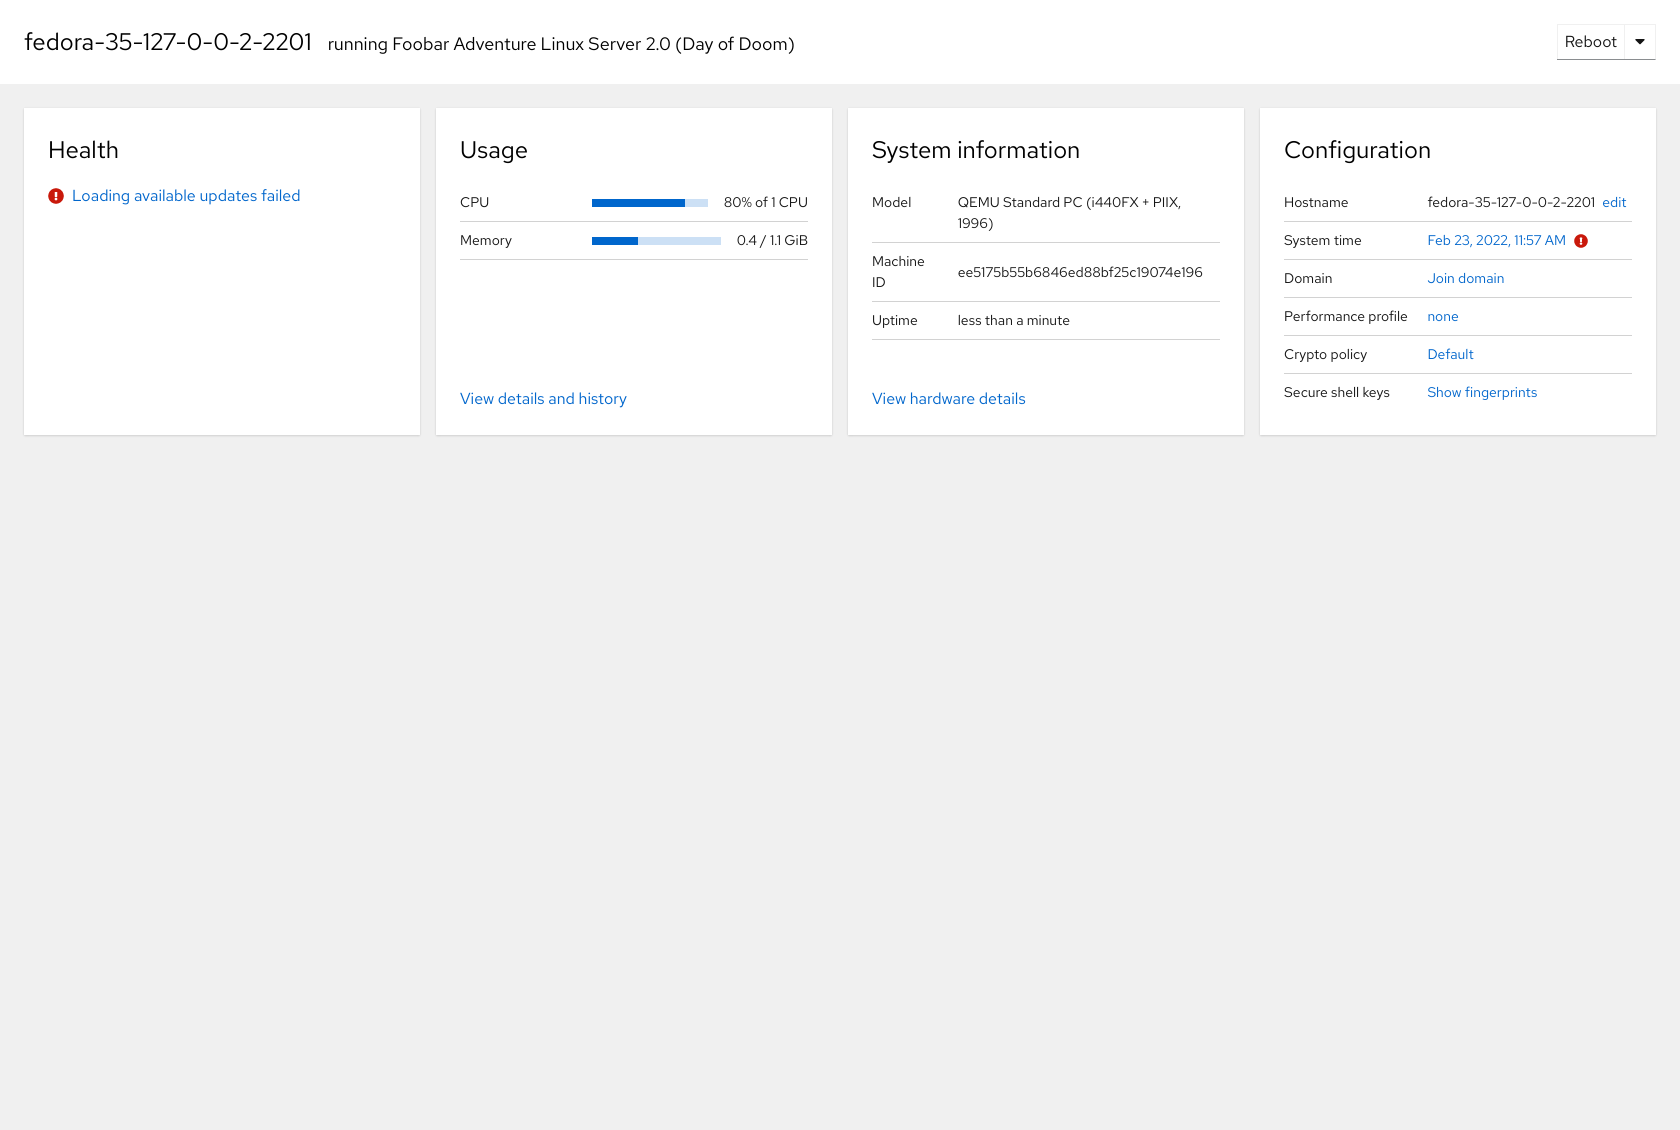 fedora-35-127-0-0-2-2201 running Foobar Adventure Linux Server 2.0 (Day of Doom)
Reboot
Health
Loading available updates failed
Usage
CPU 80% of 1 CPU
Memory 0.4 / 1.1 GiB
View details and history
System information
Model QEMU Standard PC (i440FX + PIIX,
1996)
Machine
ID
ee5175b55b6846ed88bf25c19074e196
Uptime less than a minute
View hardware details
Configuration
Hostname fedora-35-127-0-0-2-2201 edit
System time Feb 23, 2022, 11:57 AM
Domain Join domain
Performance profile none
Crypto policy Default
Secure shell keys Show fingerprints